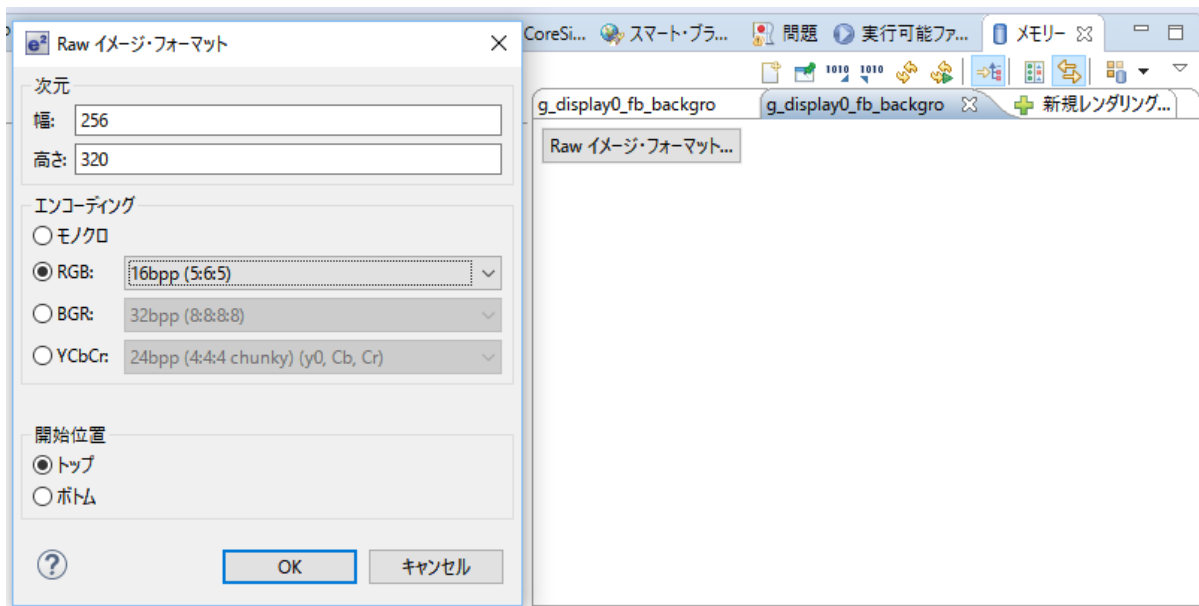 e² Raw イメージ・フォーマット
次元
幅: 256
高さ: 320
エンコーディング
モノクロ
RGB: 16bpp (5:6:5)
BGR: 32bpp (8:8:8:8)
YCbCr: 24bpp (4:4:4 chunky) (y0, Cb, Cr)
開始位置
トップ
ボトム
OK キャンセル
CoreSi... スマート・ブラ... 問題 実行可能ファ... メモリー
1010 1010
g_display0_fb_backgro g_display0_fb_backgro 新規レンダリング...
Raw イメージ・フォーマット...